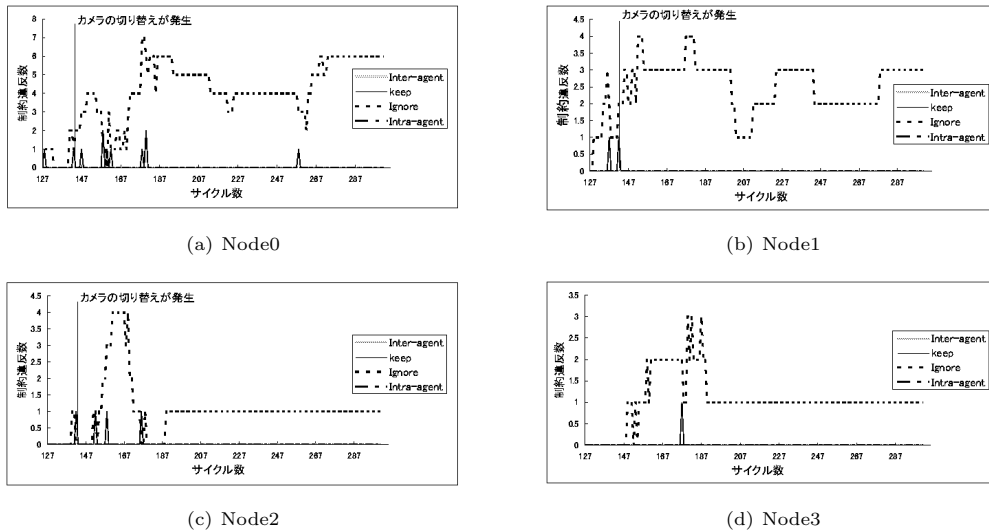 カメラの切り替えが発生
8
7
6
5
4
3
2
1
0
制約違反数
127 147 167 187 207 227 247 267 287
サイクル数
Inter-agent
keep
Ignore
Intra-agent
(a) Node0
カメラの切り替えが発生
4.5
4
3.5
3
2.5
2
1.5
1
0.5
0
制約違反数
127 147 167 187 207 227 247 267 287
サイクル数
Inter-agent
keep
Ignore
Intra-agent
(b) Node1
カメラの切り替えが発生
4.5
4
3.5
3
2.5
2
1.5
1
0.5
0
制約違反数
127 147 167 187 207 227 247 267 287
サイクル数
Inter-agent
keep
Ignore
Intra-agent
(c) Node2
3.5
3
2.5
2
1.5
1
0.5
0
制約違反数
127 147 167 187 207 227 247 267 287
サイクル数
Inter-agent
keep
Ignore
Intra-agent
(d) Node3